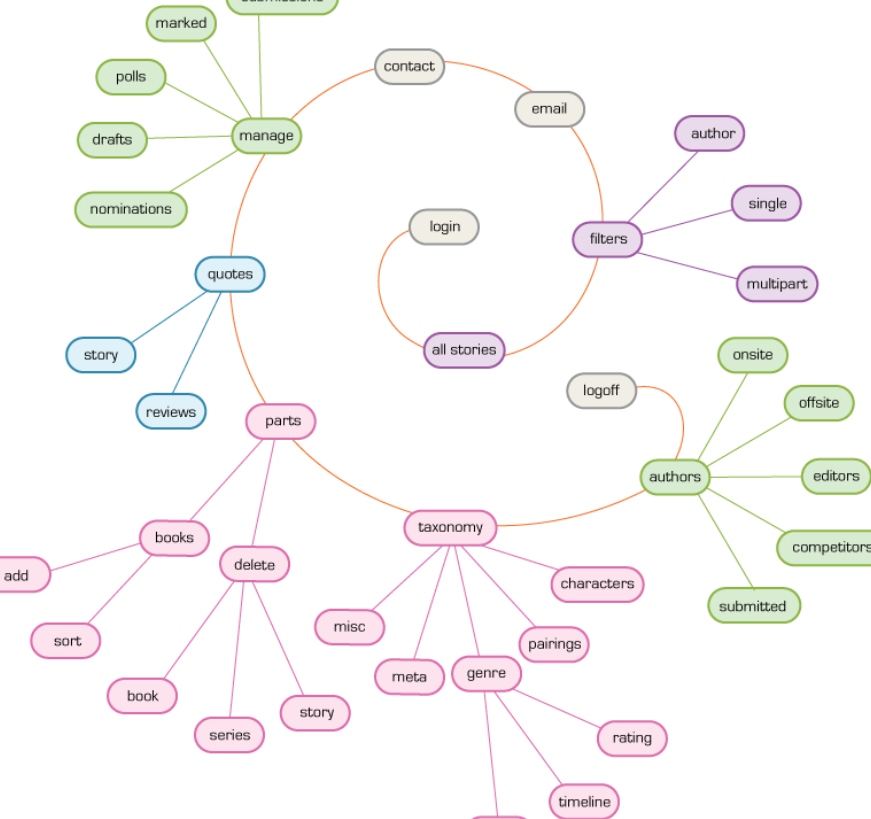 submissions
marked
contact
polls
email
manage
author
drafts
single
nominations
login
filters
quotes
multipart
all stories
story
onsite
logoff
offsite
reviews
parts
authors
editors
taxonomy
books
competitors
delete
add
characters
submitted
misc
sort
pairings
genre
meta
book
story
series
rating
timeline